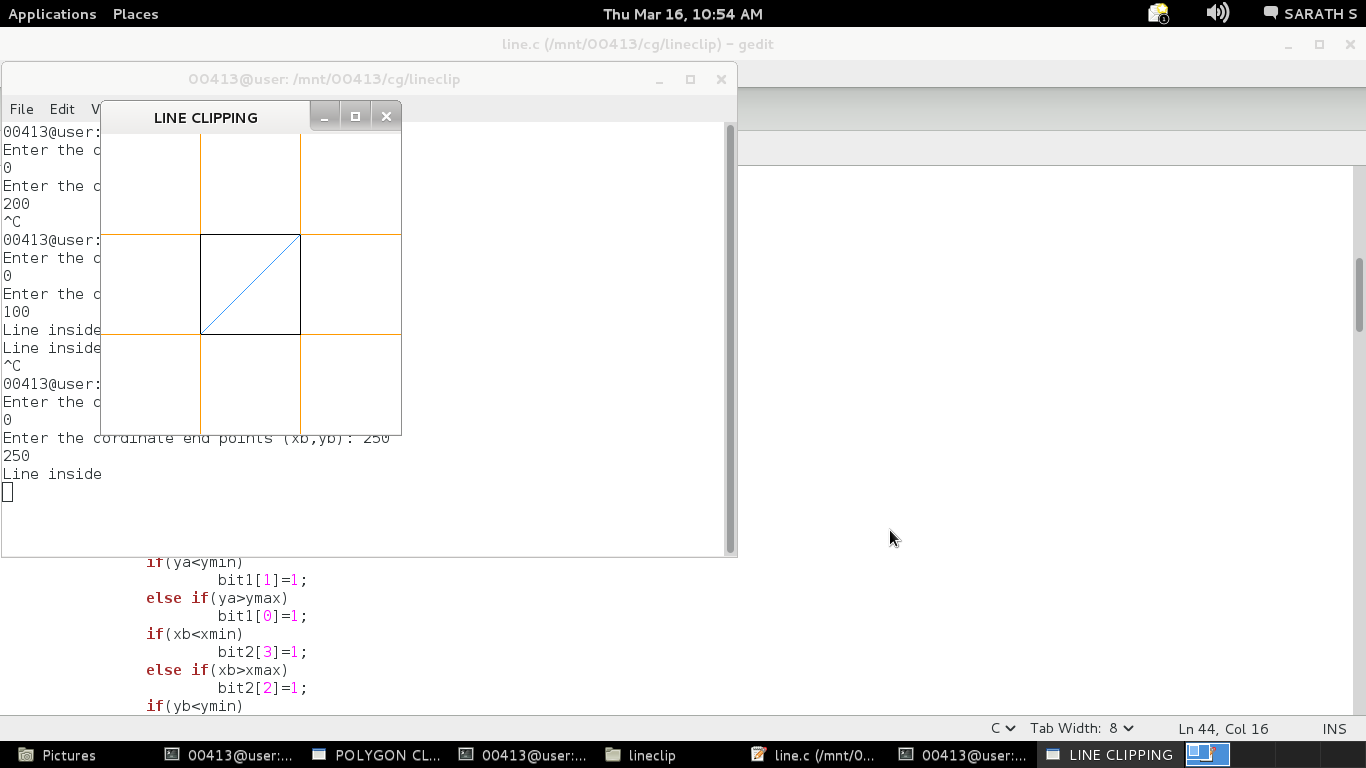 Applications Places Thu Mar 16, 10:54 AM 1 SARATH S
line.c (/mnt/00413/cg/lineclip) – gedit
00413@user: /mnt/00413/cg/lineclip
File Edit V
LINE CLIPPING
00413@user:
Enter the c
0
Enter the c
200
^C
00413@user:
Enter the c
0
Enter the c
100
Line inside
Line inside
^C
00413@user:
Enter the c
0
Enter the cordinate end points (xb,yb): 250
250
Line inside
if(ya<ymin)
bit1[1]=1;
else if(ya>ymax)
bit1[0]=1;
if(xb<xmin)
bit2[3]=1;
else if(xb>xmax)
bit2[2]=1;
if(yb<ymin)
C Tab Width: 8 Ln 44, Col 16 INS
Pictures 00413@user:... POLYGON CL... 00413@user:... lineclip line.c (/mnt/0... 00413@user:... LINE CLIPPING